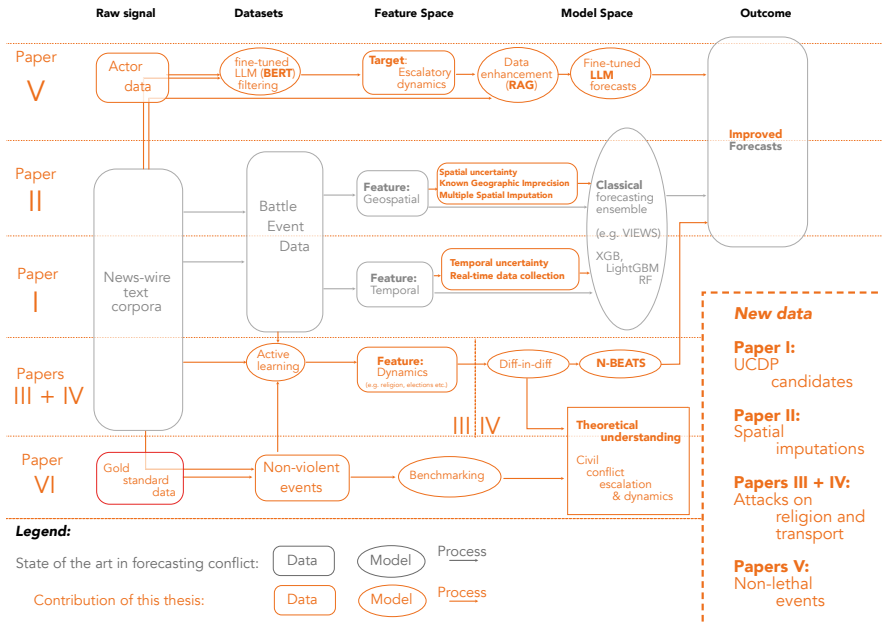 Raw signal
Datasets
Feature Space
Model Space
Outcome
Paper
V
Actor
data
fine-tuned
LLM (BERT)
filtering
Target:
Escalatory
dynamics
Data
enhancement
(RAG)
Fine-tuned
LLM
forecasts
Improved
Forecasts
Paper
II
News-wire
text
corpora
Battle
Event
Data
Feature:
Geospatial
Spatial uncertainty
Known Geographic Imprecision
Multiple Spatial Imputation
Classical
forecasting
ensemble
(e.g. VIEWS)
XGB,
LightGBM
RF
Paper
I
Feature:
Temporal
Temporal uncertainty
Real-time data collection
Papers
III + IV
Active
learning
Feature:
Dynamics
(e.g. religion, elections etc.)
III
IV
Diff-in-diff
N-BEATS
Theoretical
understanding
Civil
conflict
escalation
& dynamics
Paper
VI
Gold
standard
data
Non-violent
events
Benchmarking
New data
Paper I:
UCDP
candidates
Paper II:
Spatial
imputations
Papers III + IV:
Attacks on
religion and
transport
Papers V:
Non-lethal
events
Legend:
State of the art in forecasting conflict:
Data
Model
Process
Contribution of this thesis:
Data
Model
Process